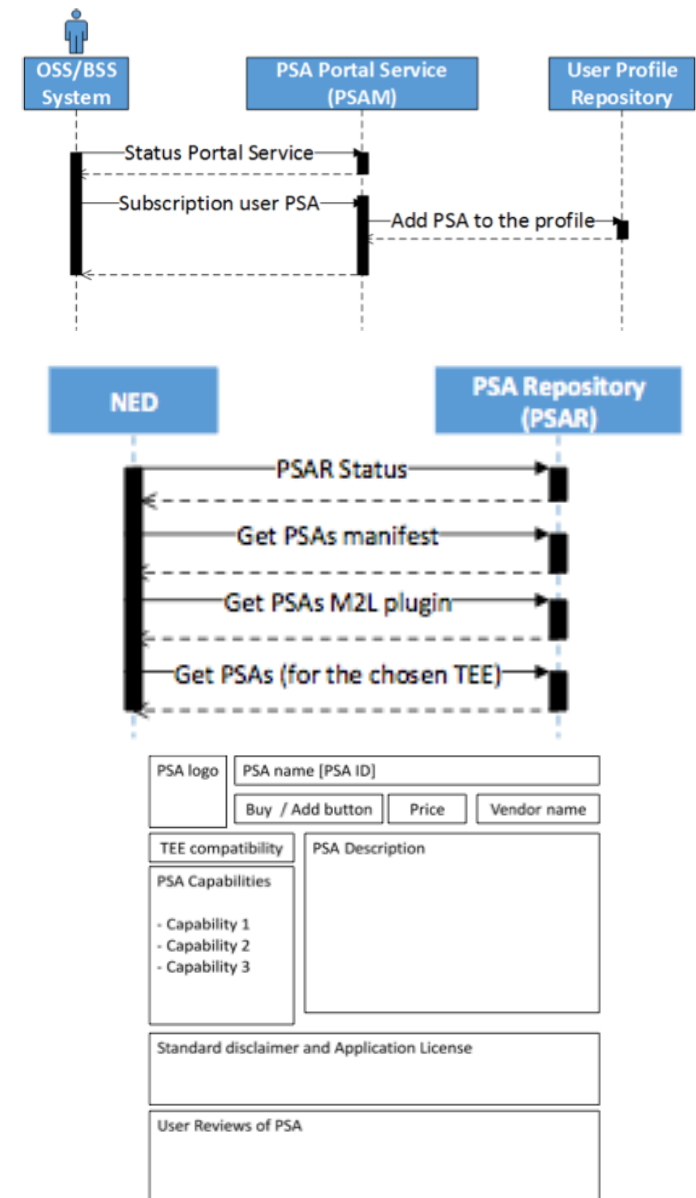 OSS/BSS
System
PSA Portal Service
(PSAM)
User Profile
Repository
Status Portal Service
Subscription user PSA
Add PSA to the profile
NED
PSA Repository
(PSAR)
PSAR Status
Get PSAs manifest
Get PSAs M2L plugin
Get PSAs (for the chosen TEE)
PSA logo
PSA name [PSA ID]
Buy / Add button
Price
Vendor name
TEE compatibility
PSA Description
PSA Capabilities
- Capability 1
- Capability 2
- Capability 3
Standard disclaimer and Application License
User Reviews of PSA